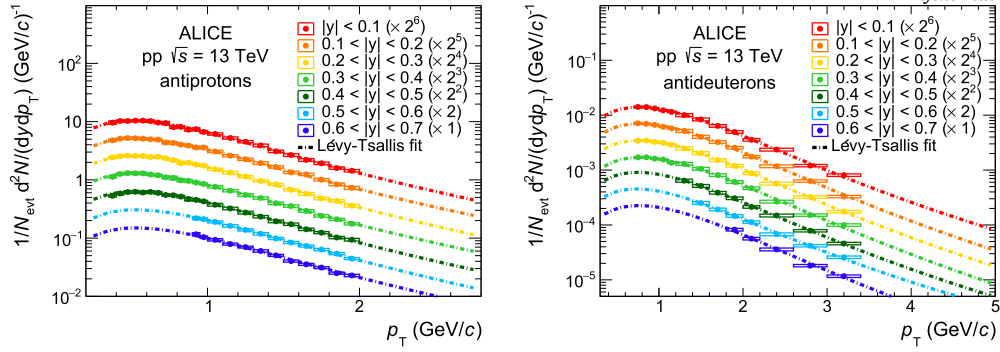 1/N_evt d²N/(dydp_T) (GeV/c)⁻¹
ALICE
pp √s = 13 TeV
antiprotons
|y| < 0.1 (× 2⁶)
0.1 < |y| < 0.2 (× 2⁵)
0.2 < |y| < 0.3 (× 2⁴)
0.3 < |y| < 0.4 (× 2³)
0.4 < |y| < 0.5 (× 2²)
0.5 < |y| < 0.6 (× 2)
0.6 < |y| < 0.7 (× 1)
Lévy-Tsallis fit
10²
10
1
10⁻¹
10⁻²
1 2
p_T (GeV/c)
1/N_evt d²N/(dydp_T) (GeV/c)⁻¹
ALICE
pp √s = 13 TeV
antideuterons
|y| < 0.1 (× 2⁶)
0.1 < |y| < 0.2 (× 2⁵)
0.2 < |y| < 0.3 (× 2⁴)
0.3 < |y| < 0.4 (× 2³)
0.4 < |y| < 0.5 (× 2²)
0.5 < |y| < 0.6 (× 2)
0.6 < |y| < 0.7 (× 1)
Lévy-Tsallis fit
10⁻¹
10⁻²
10⁻³
10⁻⁴
10⁻⁵
1 2 3 4 5
p_T (GeV/c)